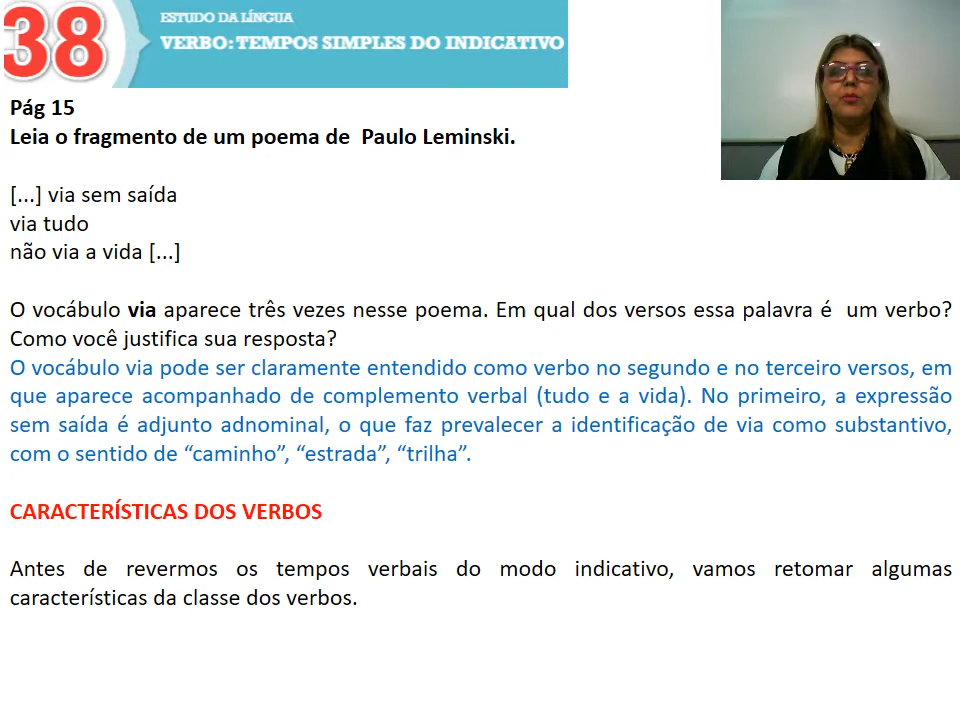 38
ESTUDO DA LÍNGUA
VERBO: TEMPOS SIMPLES DO INDICATIVO
Pág 15
Leia o fragmento de um poema de Paulo Leminski.
[...] via sem saída
via tudo
não via a vida [...]
O vocábulo via aparece três vezes nesse poema. Em qual dos versos essa palavra é um verbo?
Como você justifica sua resposta?
O vocábulo via pode ser claramente entendido como verbo no segundo e no terceiro versos, em
que aparece acompanhado de complemento verbal (tudo e a vida). No primeiro, a expressão
sem saída é adjunto adnominal, o que faz prevalecer a identificação de via como substantivo,
com o sentido de “caminho”, “estrada”, “trilha”.
CARACTERÍSTICAS DOS VERBOS
Antes de revermos os tempos verbais do modo indicativo, vamos retomar algumas
características da classe dos verbos.